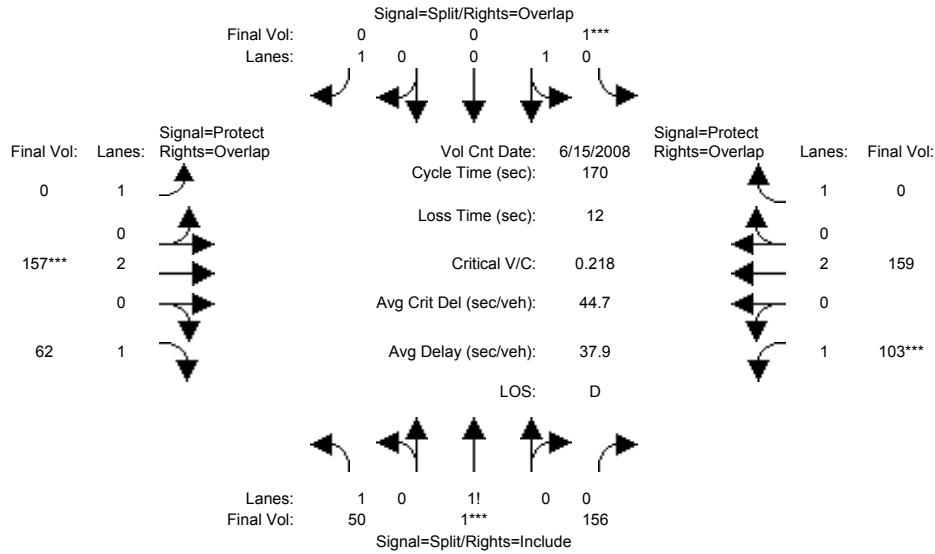 Signal=Split/Rights=Overlap
Final Vol: 0 0 1***
Lanes: 1 0 0 1 0
Signal=Protect Signal=Protect
Final Vol: Lanes: Rights=Overlap Vol Cnt Date: 6/15/2008 Rights=Overlap Lanes: Final Vol:
Cycle Time (sec): 170
0 1 1 0
Loss Time (sec): 12
0 0
157*** 2 Critical V/C: 0.218 2 159
0 Avg Crit Del (sec/veh): 44.7 0
62 1 Avg Delay (sec/veh): 37.9 1 103***
LOS: D
Lanes: 1 0 1! 0 0
Final Vol: 50 1*** 156
Signal=Split/Rights=Include